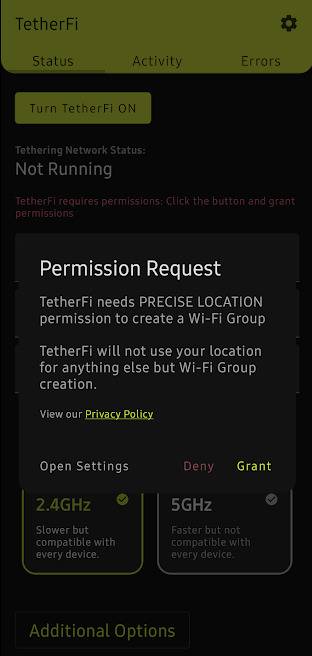 TetherFi
Status
Activity
Errors
Turn TetherFi ON
Tethering Network Status:
Not Running
TetherFi requires permissions: Click the button and grant
permissions
Permission Request
TetherFi needs PRECISE LOCATION
permission to create a Wi-Fi Group
TetherFi will not use your location
for anything else but Wi-Fi Group
creation.
View our Privacy Policy
Open Settings
Deny
Grant
2.4GHz
Slower but
compatible with
every device.
5GHz
Faster but not
compatible with
every device.
Additional Options